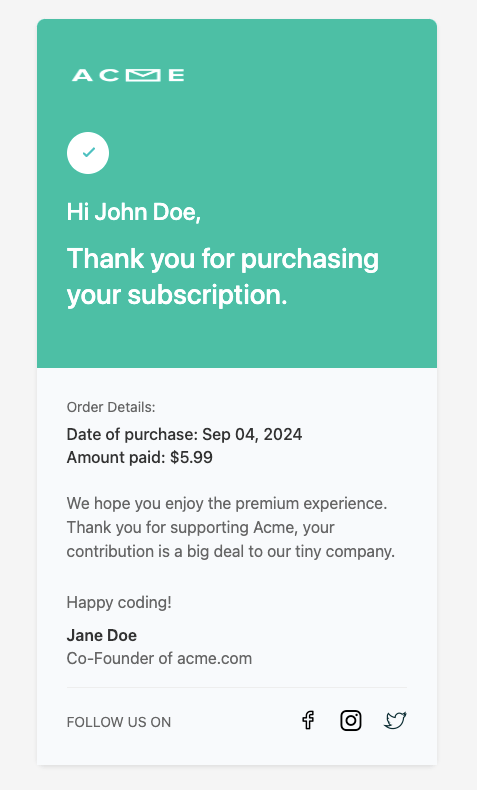 ACME
Hi John Doe,
Thank you for purchasing
your subscription.
Order Details:
Date of purchase: Sep 04, 2024
Amount paid: $5.99
We hope you enjoy the premium experience.
Thank you for supporting Acme, your
contribution is a big deal to our tiny company.
Happy coding!
Jane Doe
Co-Founder of acme.com
FOLLOW US ON